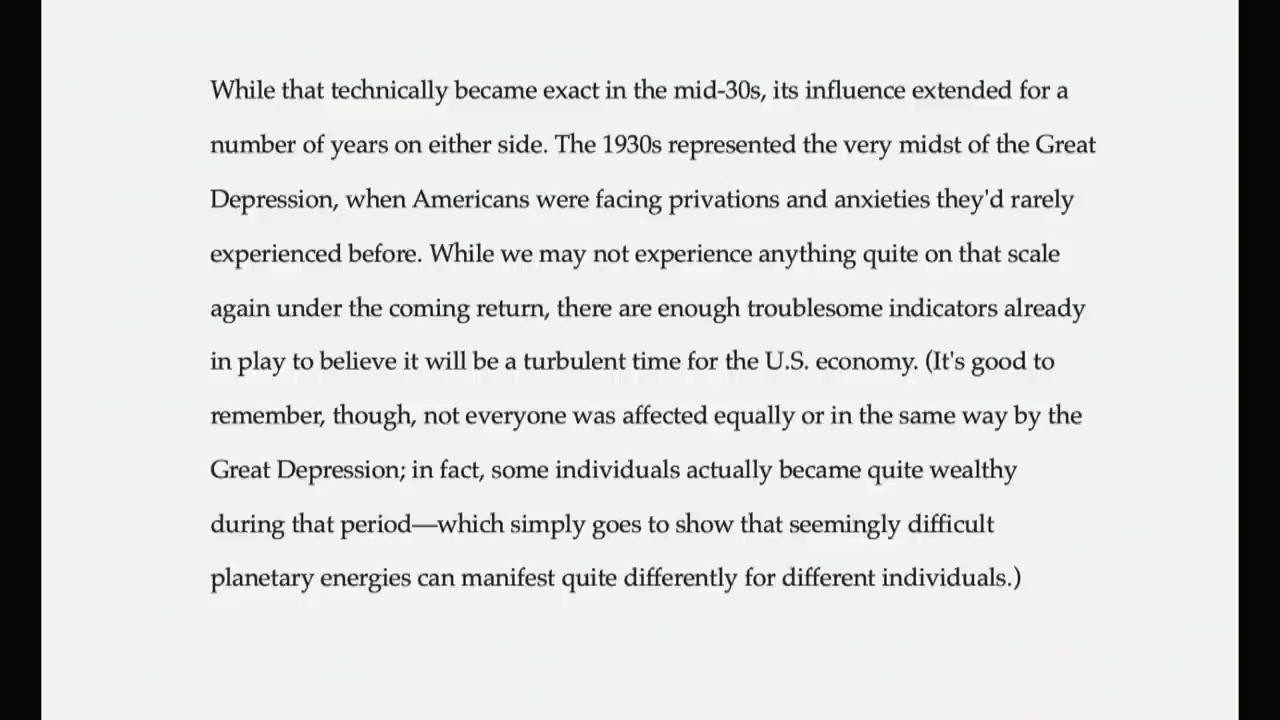 While that technically became exact in the mid-30s, its influence extended for a
number of years on either side. The 1930s represented the very midst of the Great
Depression, when Americans were facing privations and anxieties they'd rarely
experienced before. While we may not experience anything quite on that scale
again under the coming return, there are enough troublesome indicators already
in play to believe it will be a turbulent time for the U.S. economy. (It's good to
remember, though, not everyone was affected equally or in the same way by the
Great Depression; in fact, some individuals actually became quite wealthy
during that period—which simply goes to show that seemingly difficult
planetary energies can manifest quite differently for different individuals.)